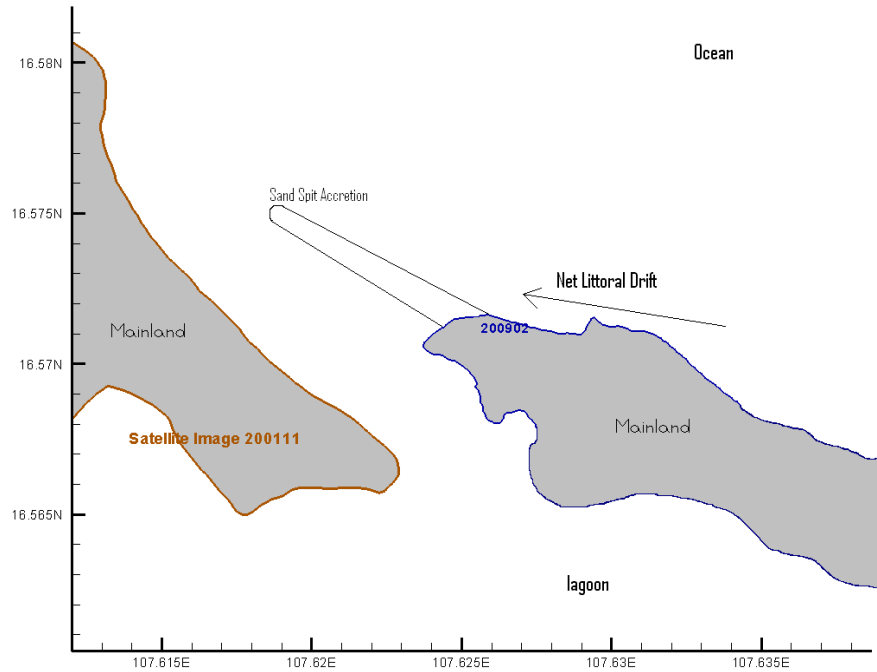 Ocean
16.58N
Sand Spit Accretion
16.575N
Net Littoral Drift
200902
Mainland
16.57N
Mainland
Satellite Image 200111
16.565N
lagoon
107.615E 107.62E 107.625E 107.63E 107.635E